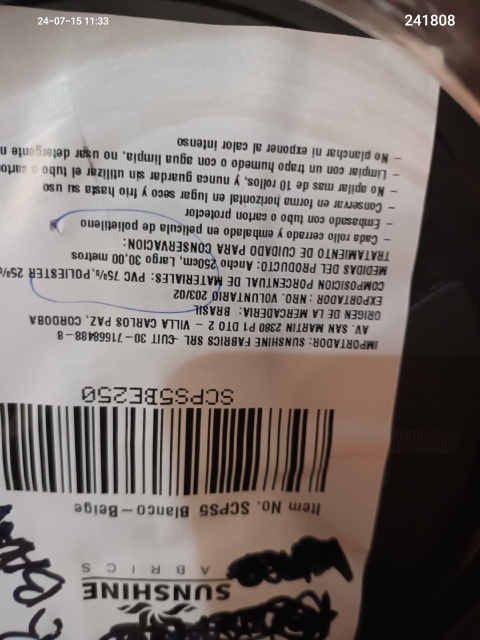 24-07-15 11:33
241808
SUNSHINE
ABRICS
Item No. SCPS5 Blanco-Beige
SCPS5BE250
IMPORTADOR: SUNSHINE FABRICS SRL -CUIT 30-71668488-8
AV. SAN MARTIN 2380 P1 DTO 2 - VILLA CARLOS PAZ, CORDOBA
ORIGEN DE LA MERCADERIA: BRASIL
EXPORTADOR: NRO. VOLUNTARIO 203/02
COMPOSICION PORCENTUAL DE MATERIALES: PVC 75%, POLIESTER 25%
MEDIDAS DEL PRODUCTO: Ancho 250cm, Largo 30,00 metros
TRATAMIENTO DE CUIDADO PARA CONSERVACION:
- Cada rollo cerrado y embalado en pelicula de polietileno
- Embasado con tubo o carton protector
- Conservar en forma horizontal en lugar seco y frio hasta su uso
- No apilar mas de 10 rollos, y nunca guardar sin utilizar el tubo o carto
- Limpiar con un trapo humedo o con agua limpia, no usar detergente n
- No planchar ni exponer al calor intenso